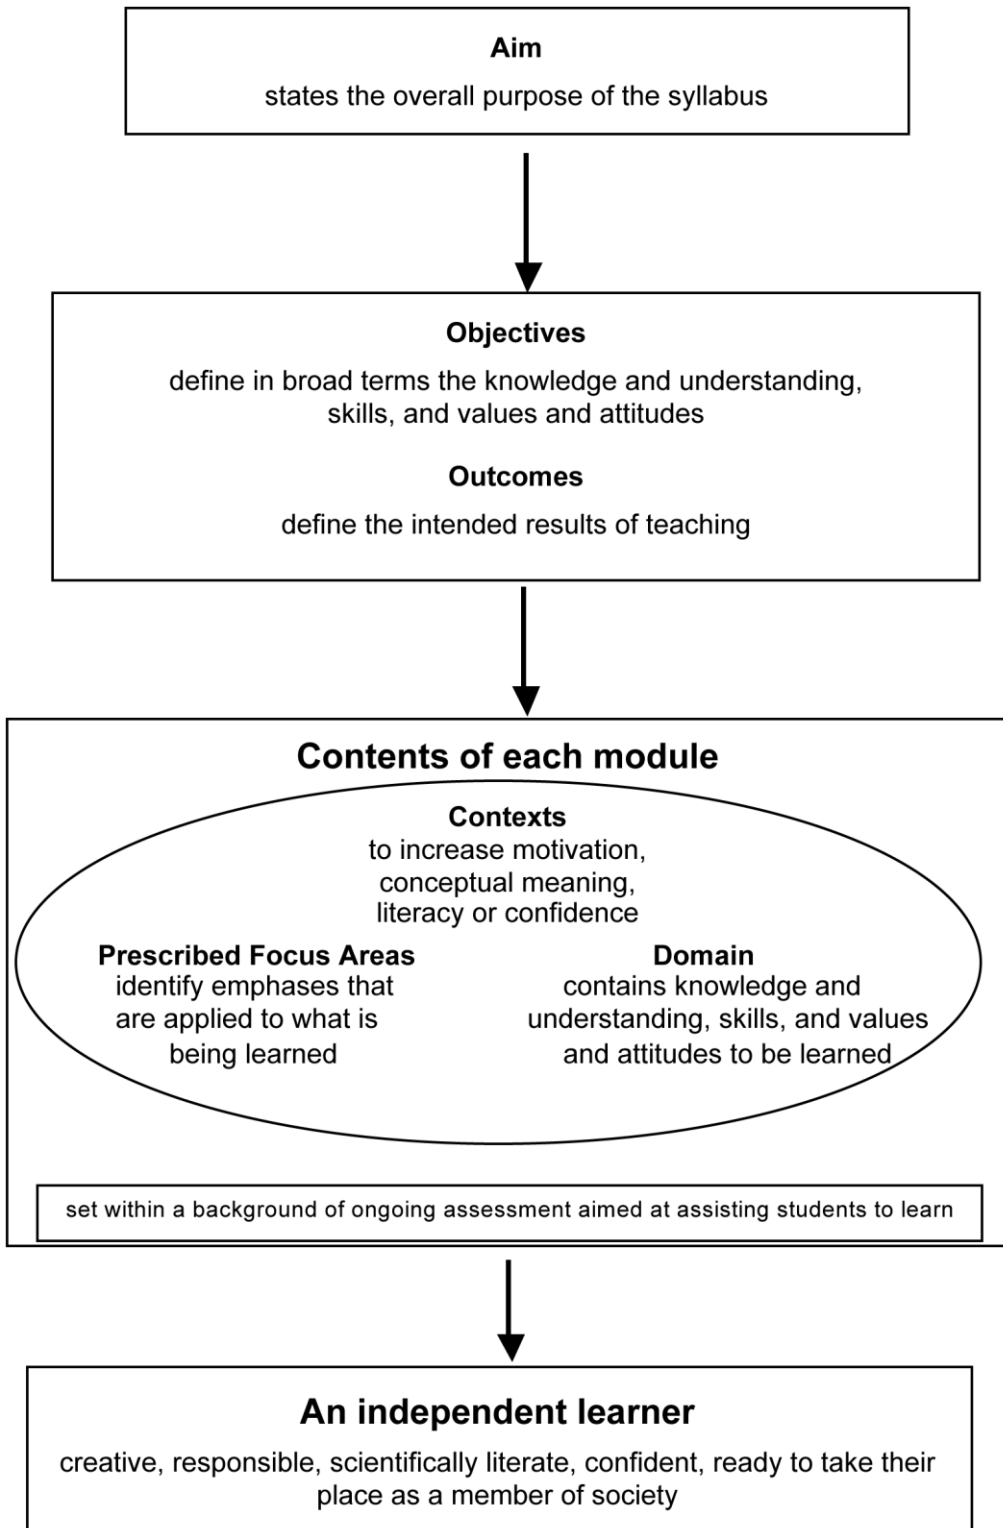 Aim
states the overall purpose of the syllabus
Objectives
define in broad terms the knowledge and understanding,
skills, and values and attitudes
Outcomes
define the intended results of teaching
Contents of each module
Contexts
to increase motivation,
conceptual meaning,
literacy or confidence
Prescribed Focus Areas
identify emphases that
are applied to what is
being learned
Domain
contains knowledge and
understanding, skills, and values
and attitudes to be learned
set within a background of ongoing assessment aimed at assisting students to learn
An independent learner
creative, responsible, scientifically literate, confident, ready to take their
place as a member of society